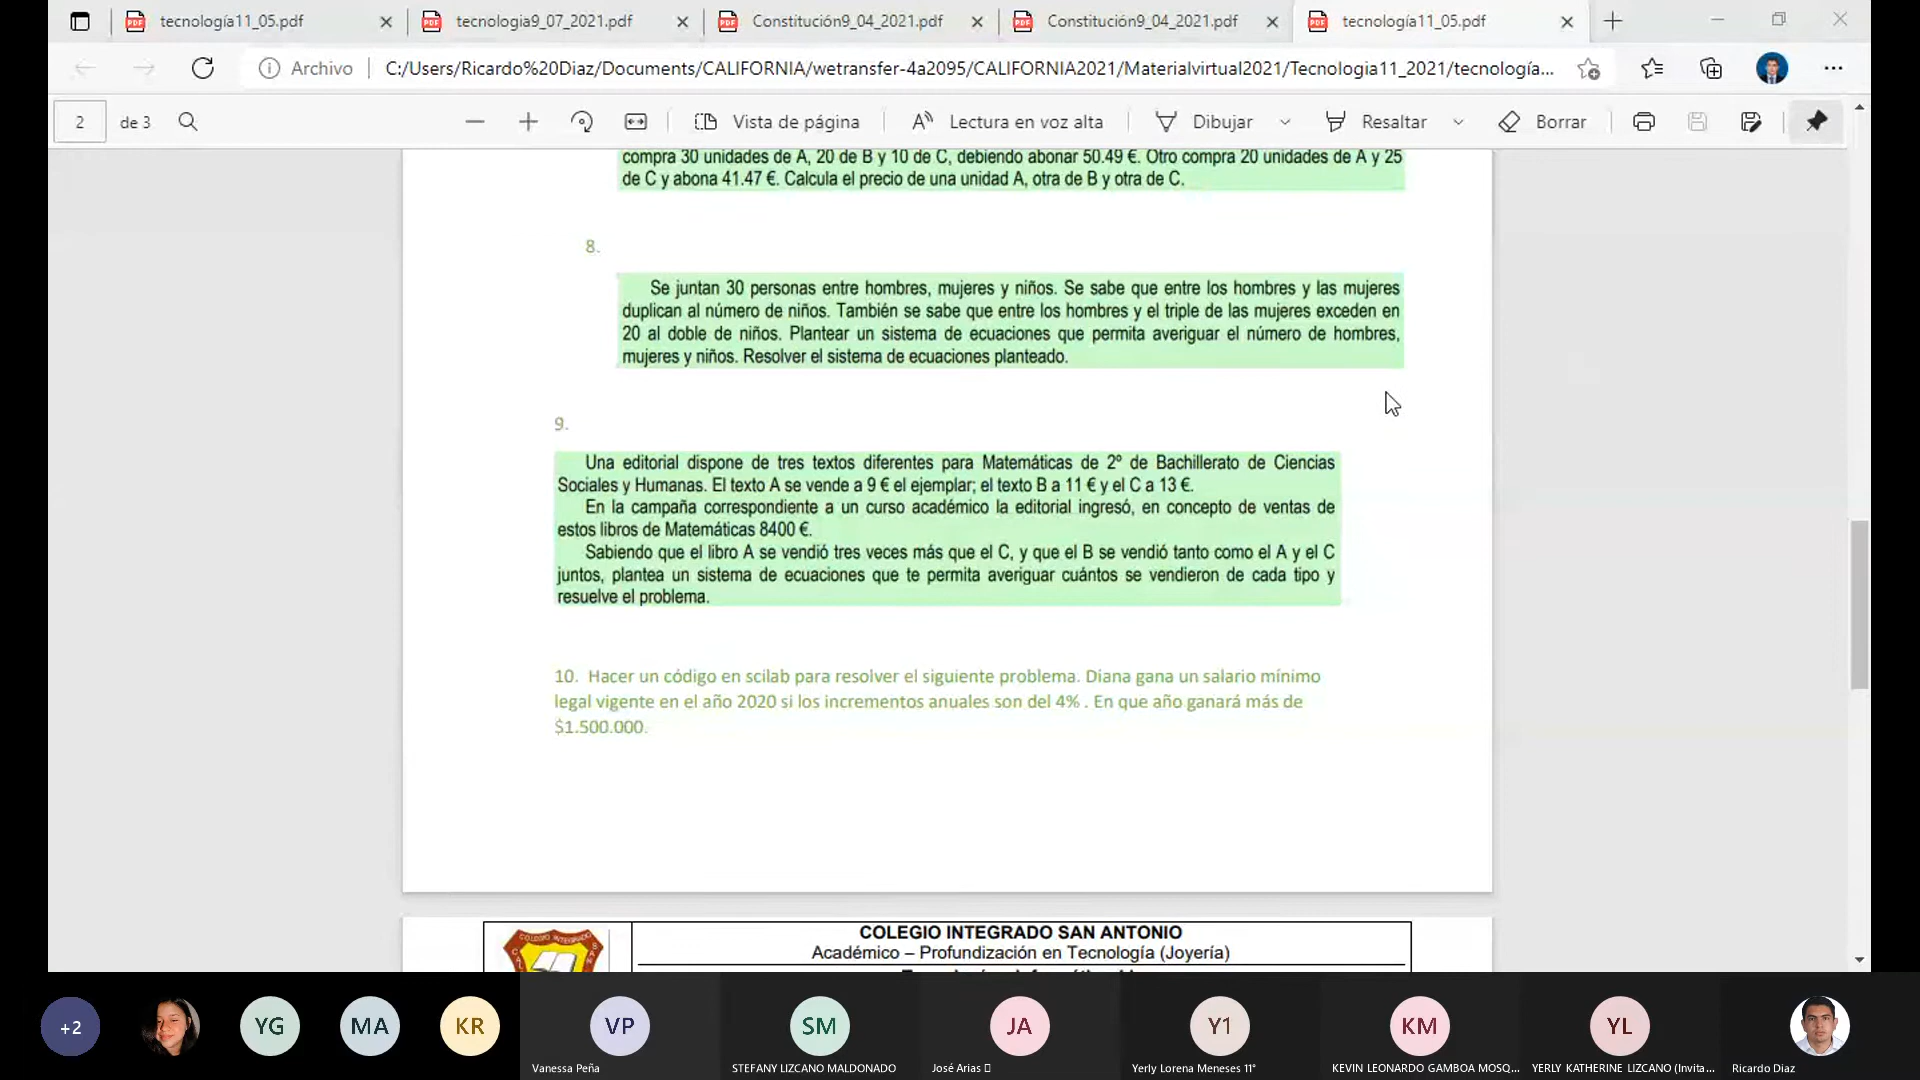 tecnología11_05.pdf
tecnologia9_07_2021.pdf
Constitución9_04_2021.pdf
Constitución9_04_2021.pdf
tecnología11_05.pdf
Archivo
C:/Users/Ricardo%20Diaz/Documents/CALIFORNIA/wetransfer-4a2095/CALIFORNIA2021/Materialvirtual2021/Tecnologia11_2021/tecnología...
2 de 3
Vista de página
Lectura en voz alta
Dibujar
Resaltar
Borrar
compra 30 unidades de A, 20 de B y 10 de C, debiendo abonar 50.49 €. Otro compra 20 unidades de A y 25
de C y abona 41.47 €. Calcula el precio de una unidad A, otra de B y otra de C.
8.
Se juntan 30 personas entre hombres, mujeres y niños. Se sabe que entre los hombres y las mujeres
duplican al número de niños. También se sabe que entre los hombres y el triple de las mujeres exceden en
20 al doble de niños. Plantear un sistema de ecuaciones que permita averiguar el número de hombres,
mujeres y niños. Resolver el sistema de ecuaciones planteado.
9.
Una editorial dispone de tres textos diferentes para Matemáticas de 2º de Bachillerato de Ciencias
Sociales y Humanas. El texto A se vende a 9 € el ejemplar; el texto B a 11 € y el C a 13 €.
En la campaña correspondiente a un curso académico la editorial ingresó, en concepto de ventas de
estos libros de Matemáticas 8400 €.
Sabiendo que el libro A se vendió tres veces más que el C, y que el B se vendió tanto como el A y el C
juntos, plantea un sistema de ecuaciones que te permita averiguar cuántos se vendieron de cada tipo y
resuelve el problema.
10. Hacer un código en scilab para resolver el siguiente problema. Diana gana un salario mínimo
legal vigente en el año 2020 si los incrementos anuales son del 4% . En que año ganará más de
$1.500.000.
COLEGIO INTEGRADO SAN ANTONIO
Académico – Profundización en Tecnología (Joyería)
+2
YG
MA
KR
VP
SM
JA
Y1
KM
YL
Vanessa Peña
STEFANY LIZCANO MALDONADO
José Arias
Yerly Lorena Meneses 11°
KEVIN LEONARDO GAMBOA MOSQ...
YERLY KATHERINE LIZCANO (Invita...
Ricardo Diaz